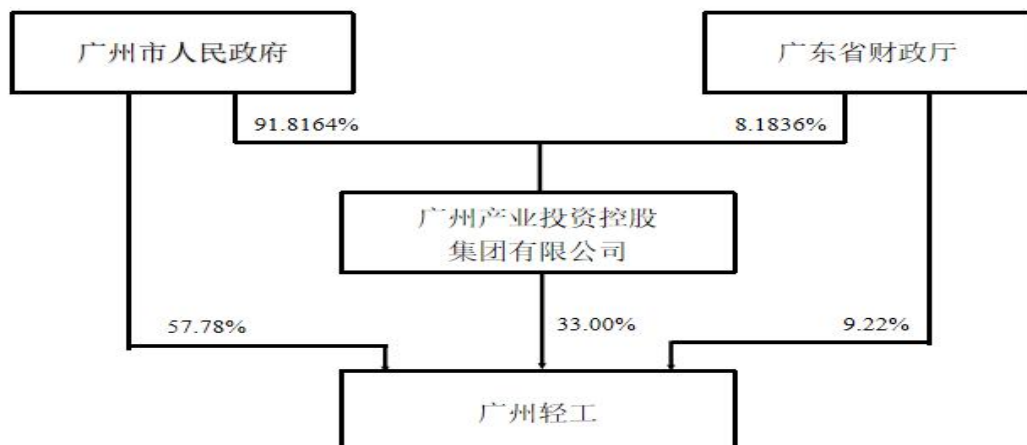 广州市人民政府
广东省财政厅
91.8164%
8.1836%
广州产业投资控股
集团有限公司
57.78%
33.00%
9.22%
广州轻工